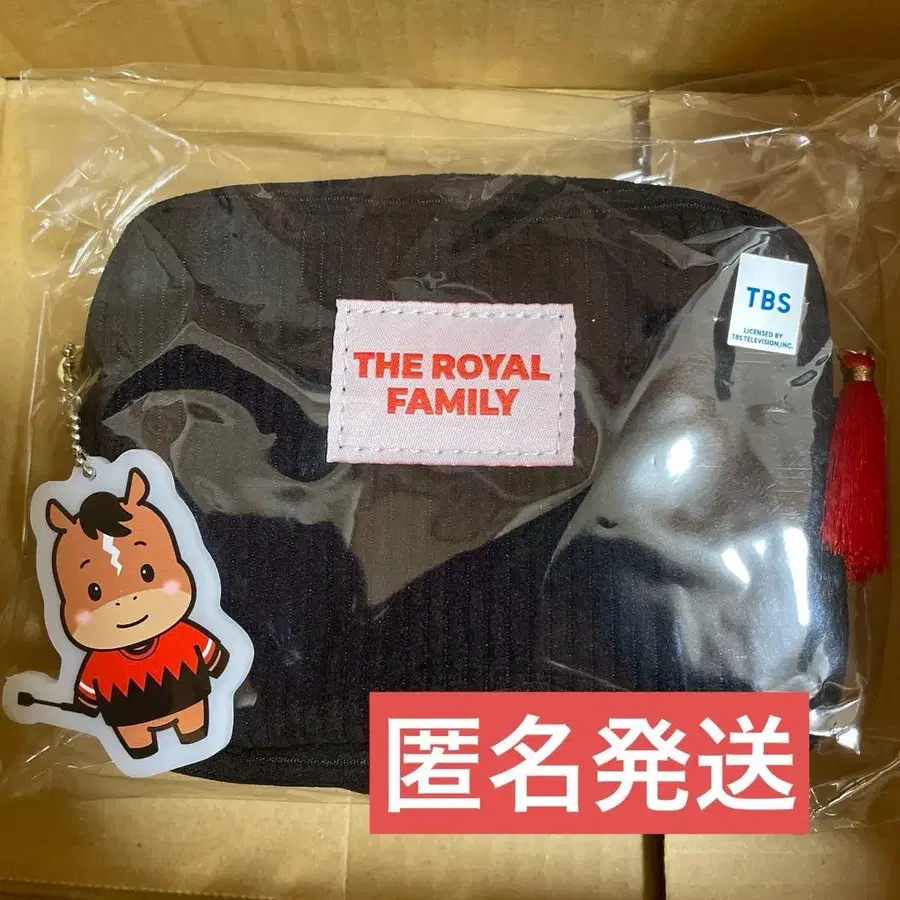 TBS
LICENSED BY
TBS TELEVISION,INC.
THE ROYAL
FAMILY
匿名発送